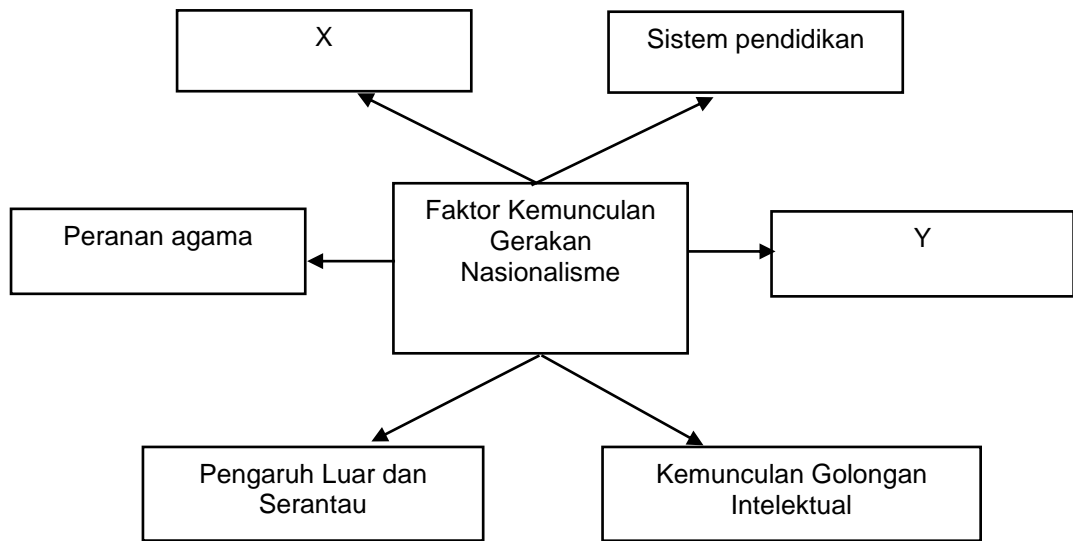 X
Sistem pendidikan
Faktor Kemunculan
Gerakan
Nasionalisme
Peranan agama
Y
Pengaruh Luar dan
Serantau
Kemunculan Golongan
Intelektual